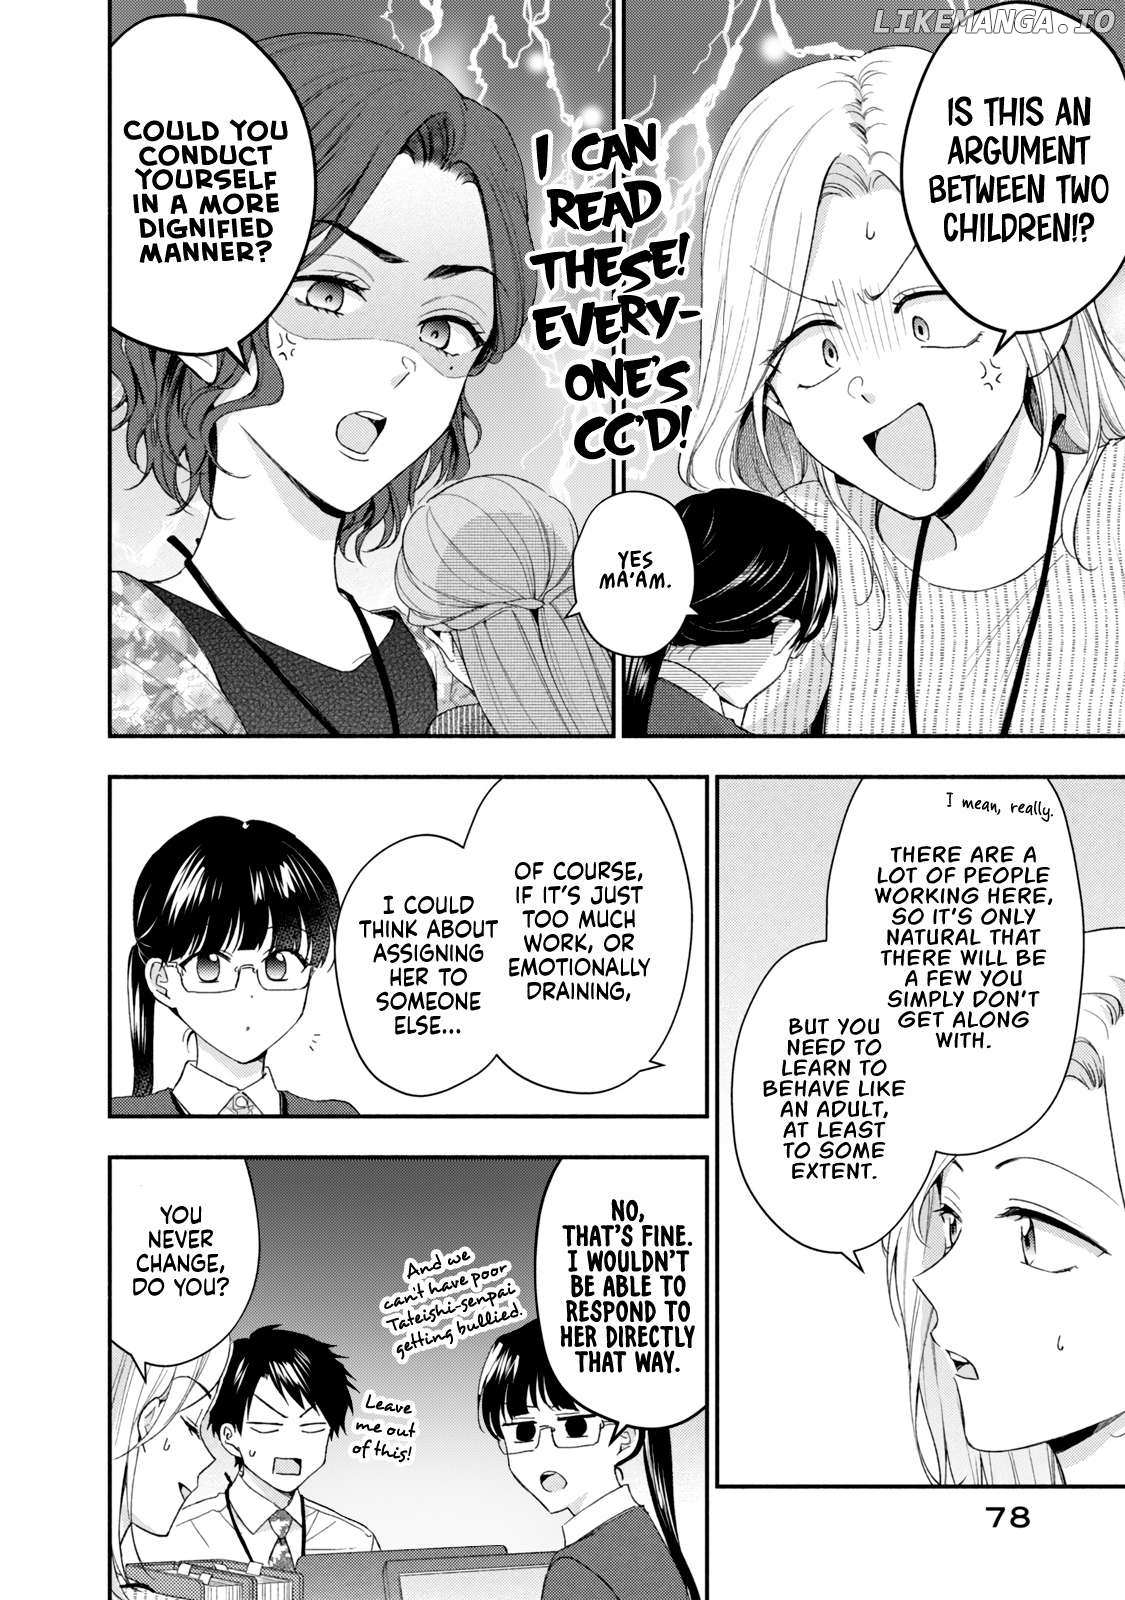 LIKEMANGA.IO
IS THIS AN
ARGUMENT
BETWEEN TWO
CHILDREN!?
I CAN
READ
THESE!
EVERY-
ONE'S
CC'D!
YES
MA'AM.
COULD YOU
CONDUCT
YOURSELF
IN A MORE
DIGNIFIED
MANNER?
I mean, really.
THERE ARE A
LOT OF PEOPLE
WORKING HERE,
SO IT'S ONLY
NATURAL THAT
THERE WILL BE
A FEW YOU
SIMPLY DON'T
GET ALONG
WITH.
BUT YOU
NEED TO
LEARN TO
BEHAVE LIKE
AN ADULT,
AT LEAST
TO SOME
EXTENT.
OF COURSE,
IF IT'S JUST
TOO MUCH
WORK, OR
EMOTIONALLY
DRAINING,
I COULD
THINK ABOUT
ASSIGNING
HER TO
SOMEONE
ELSE...
NO,
THAT'S FINE.
I WOULDN'T
BE ABLE TO
RESPOND TO
HER DIRECTLY
THAT WAY.
And we
can't have poor
Tateishi-senpai
getting bullied.
Leave
me out
of this!
YOU
NEVER
CHANGE,
DO YOU?
78